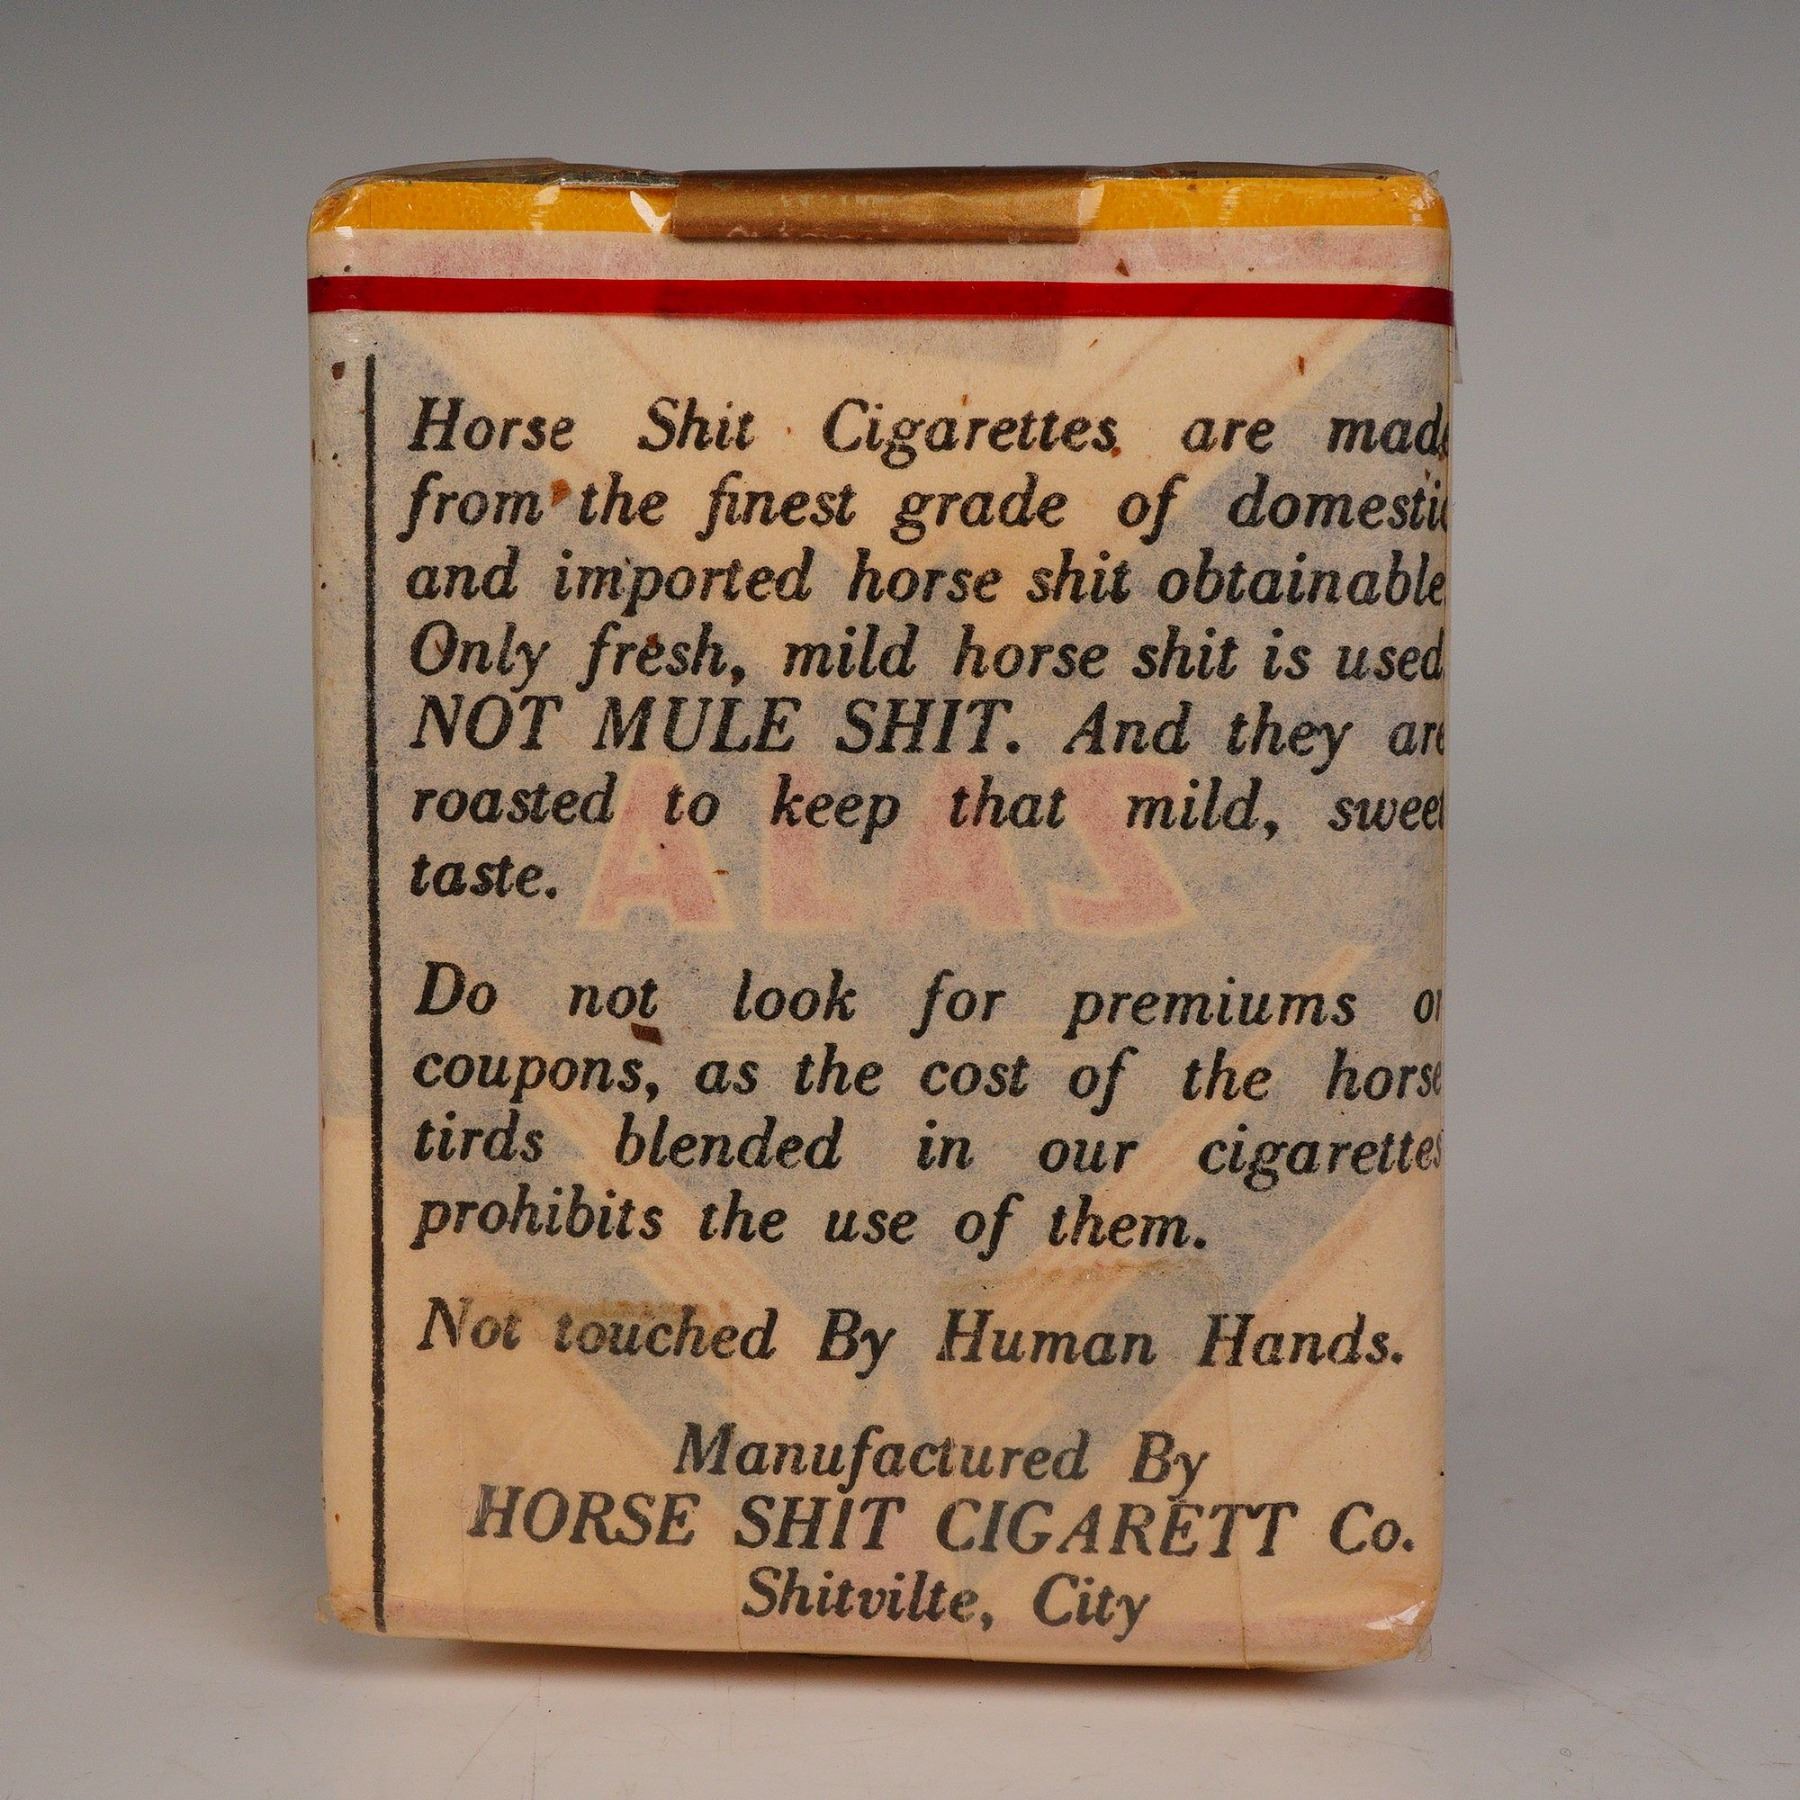 Horse Shit Cigarettes are made
from the finest grade of domestic
and imported horse shit obtainable.
Only fresh, mild horse shit is used
NOT MULE SHIT. And they are
roasted to keep that mild, sweet
taste.
Do not look for premiums or
coupons, as the cost of the horse
tirds blended in our cigarettes
prohibits the use of them.
Not touched By Human Hands.
Manufactured By
HORSE SHIT CIGARETT Co.
Shitvilte, City